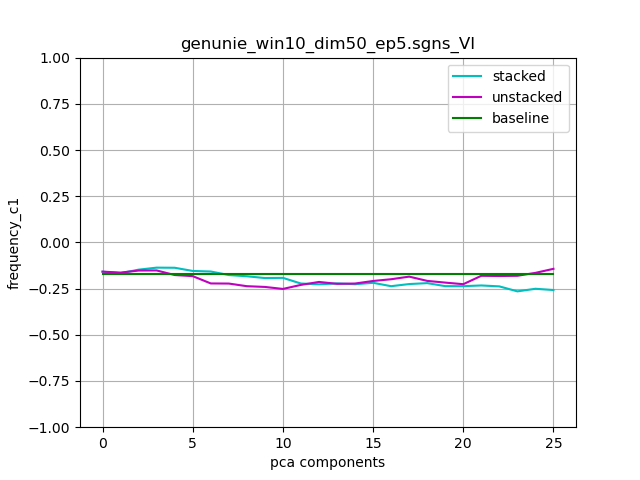 genunie_win10_dim50_ep5.sgns_VI
stacked
unstacked
baseline
frequency_c1
1.00
0.75
0.50
0.25
0.00
−0.25
−0.50
−0.75
−1.00
0 5 10 15 20 25
pca components